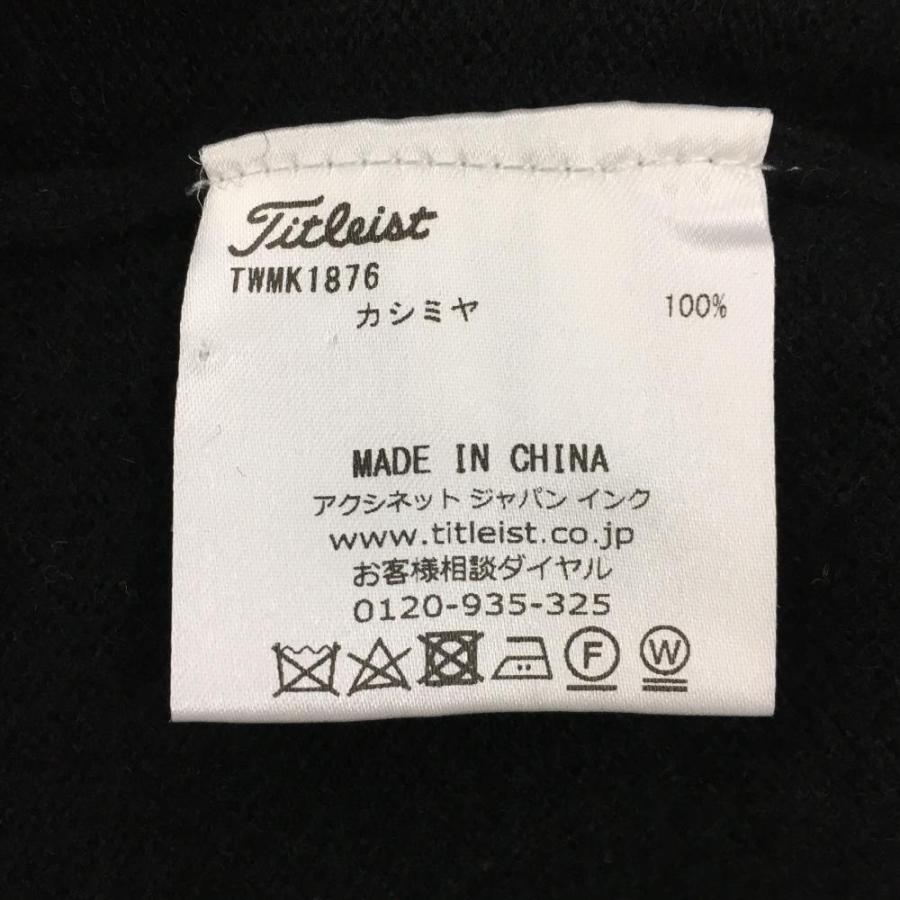 Titleist
TWMK1876
カシミヤ 100%
MADE IN CHINA
アクシネット ジャパン インク
www.titleist.co.jp
お客様相談ダイヤル
0120-935-325
F W